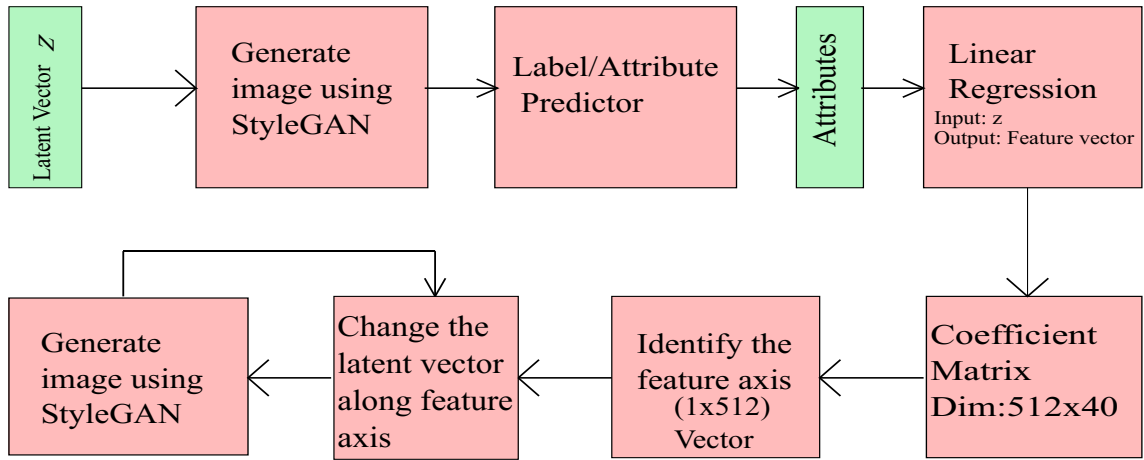 Latent Vector z
Generate
image using
StyleGAN
Label/Attribute
Predictor
Attributes
Linear
Regression
Input: z
Output: Feature vector
Generate
image using
StyleGAN
Change the
latent vector
along feature
axis
Identify the
feature axis
(1x512)
Vector
Coefficient
Matrix
Dim:512x40